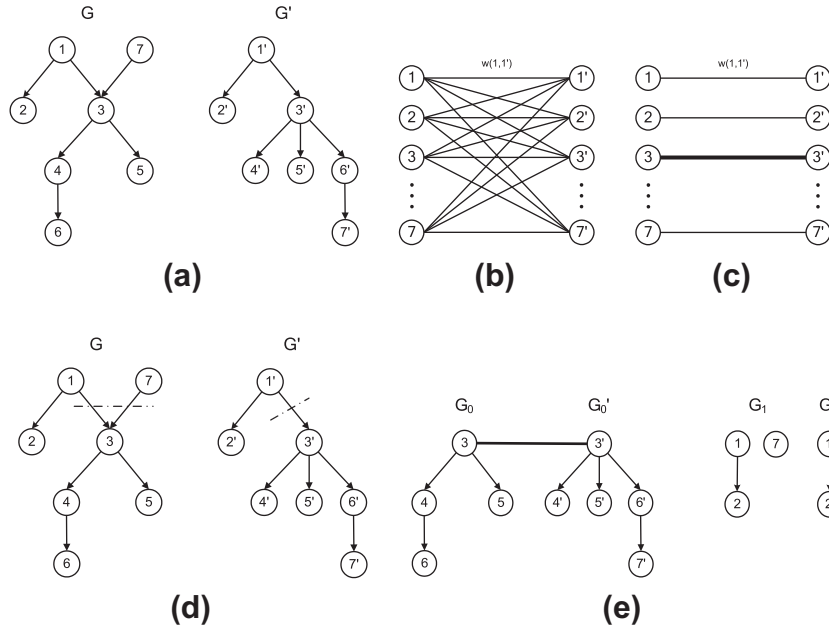 G G'
1 7 1'
2 3 2' 3'
4 5 4' 5' 6'
6 7'
(a)
w(1,1')
1 1'
2 2'
3 3'
7 7'
(b)
w(1,1')
1 1'
2 2'
3 3'
7 7'
(c)
G G'
1 7 1'
2 3 2' 3'
4 5 4' 5' 6'
6 7'
(d)
G0 G0' G1
3 3' 1 7
4 5 4' 5' 6' 2
6 7'
(e)